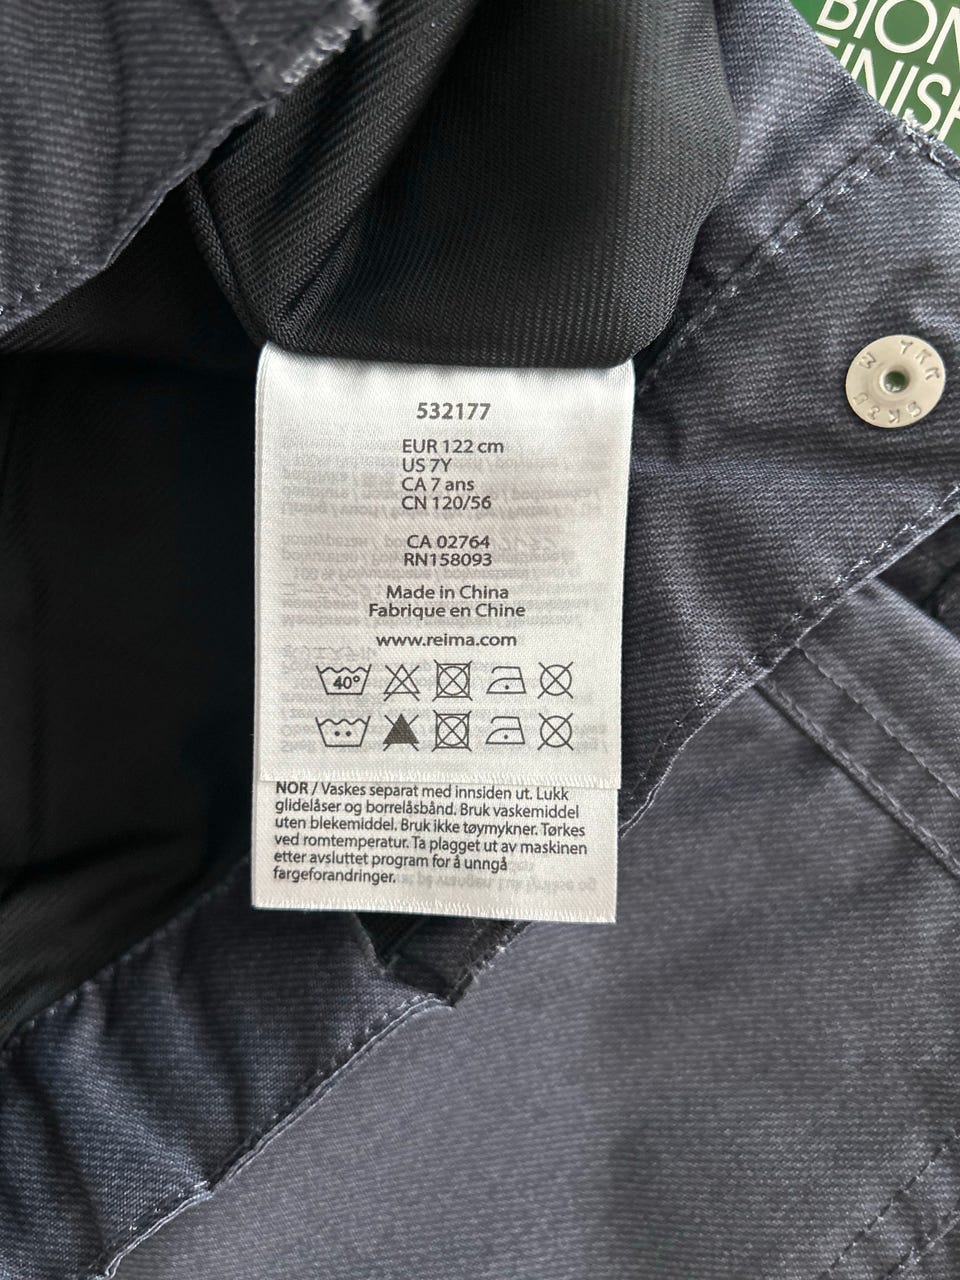 BION
FINISH
YKK
532177
EUR 122 cm
US 7Y
CA 7 ans
CN 120/56
CA 02764
RN158093
Made in China
Fabrique en Chine
www.reima.com
40°
NOR / Vaskes separat med innsiden ut. Lukk
glidelåser og borrelåsbånd. Bruk vaskemiddel
uten blekemiddel. Bruk ikke tøymykner. Tørkes
ved romtemperatur. Ta plagget ut av maskinen
etter avsluttet program for å unngå
fargeforandringer.